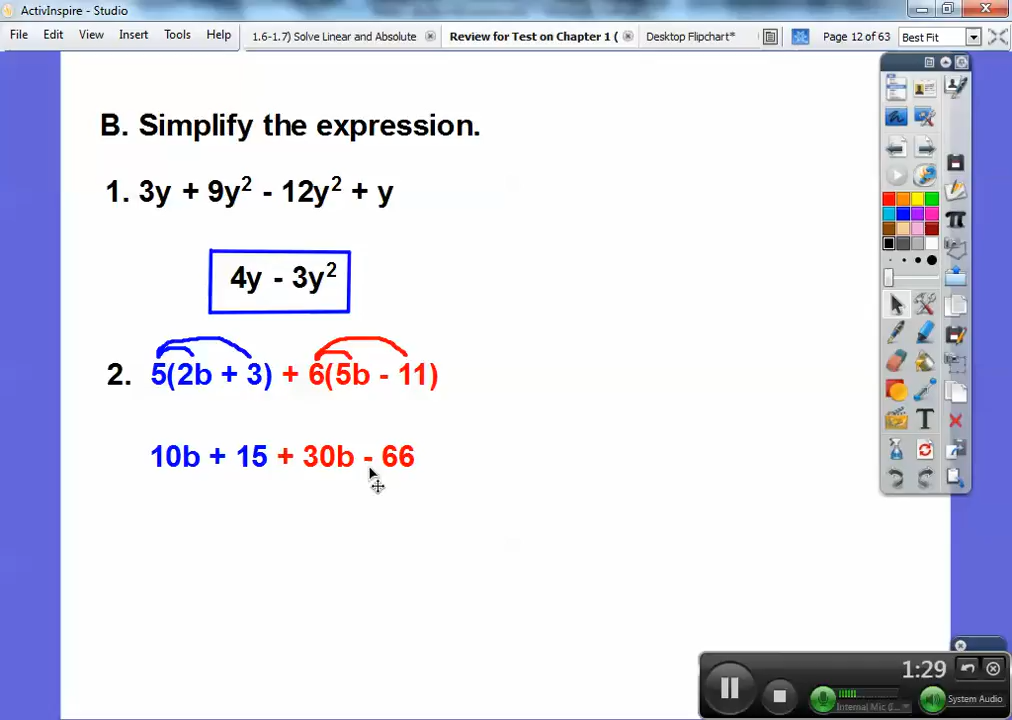 ActivInspire - Studio
File Edit View Insert Tools Help
1.6-1.7) Solve Linear and Absolute
Review for Test on Chapter 1 (
Desktop Flipchart*
Page 12 of 63
Best Fit
B. Simplify the expression.
1. 3y + 9y² - 12y² + y
4y - 3y²
2. 5(2b + 3) + 6(5b - 11)
10b + 15 + 30b - 66
1:29
Internal Mic (I...
System Audio